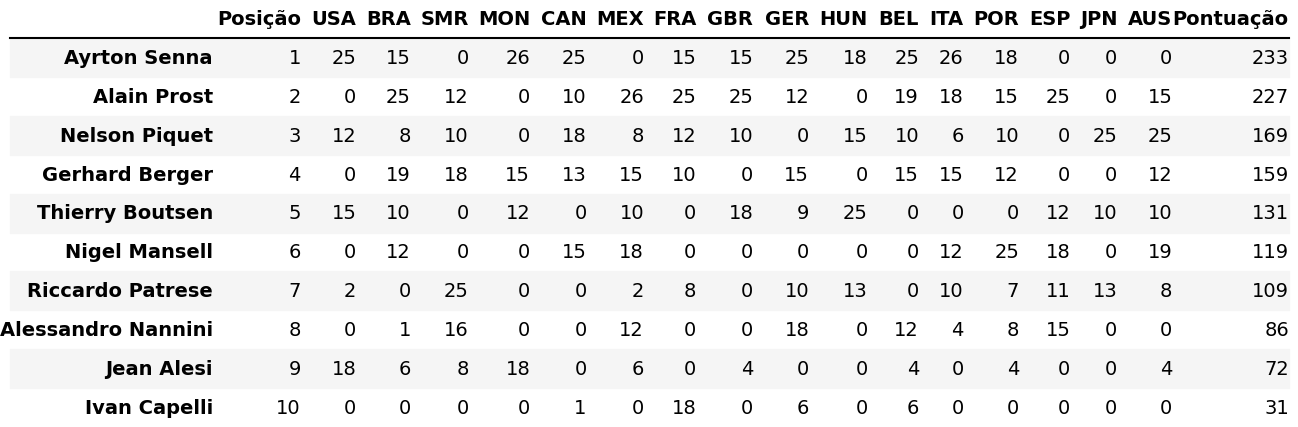 Posição USA BRA SMR MON CAN MEX FRA GBR GER HUN BEL ITA POR ESP JPN AUS Pontuação
Ayrton Senna 1 25 15 0 26 25 0 15 15 25 18 25 26 18 0 0 0 233
Alain Prost 2 0 25 12 0 10 26 25 25 12 0 19 18 15 25 0 15 227
Nelson Piquet 3 12 8 10 0 18 8 12 10 0 15 10 6 10 0 25 25 169
Gerhard Berger 4 0 19 18 15 13 15 10 0 15 0 15 15 12 0 0 12 159
Thierry Boutsen 5 15 10 0 12 0 10 0 18 9 25 0 0 0 12 10 10 131
Nigel Mansell 6 0 12 0 0 15 18 0 0 0 0 0 12 25 18 0 19 119
Riccardo Patrese 7 2 0 25 0 0 2 8 0 10 13 0 10 7 11 13 8 109
Alessandro Nannini 8 0 1 16 0 0 12 0 0 18 0 12 4 8 15 0 0 86
Jean Alesi 9 18 6 8 18 0 6 0 4 0 0 4 0 4 0 0 4 72
Ivan Capelli 10 0 0 0 0 1 0 18 0 6 0 6 0 0 0 0 0 31